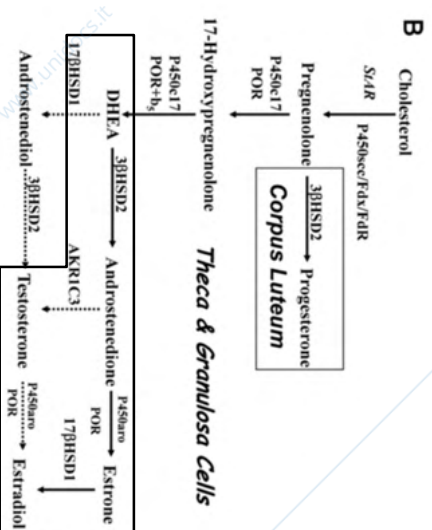 B
Cholesterol
StAR
P450scc/Fdx/FdR
Pregnenolone
3βHSD2
Progesterone
Corpus Luteum
P450c17
POR
17-Hydroxypregnenolone
Theca & Granulosa Cells
P450c17
POR+b5
DHEA
3βHSD2
Androstenedione
P450aro
POR
Estrone
17βHSD1
AKR1C3
17βHSD1
Androstenediol
3βHSD2
Testosterone
P450aro
POR
Estradiol